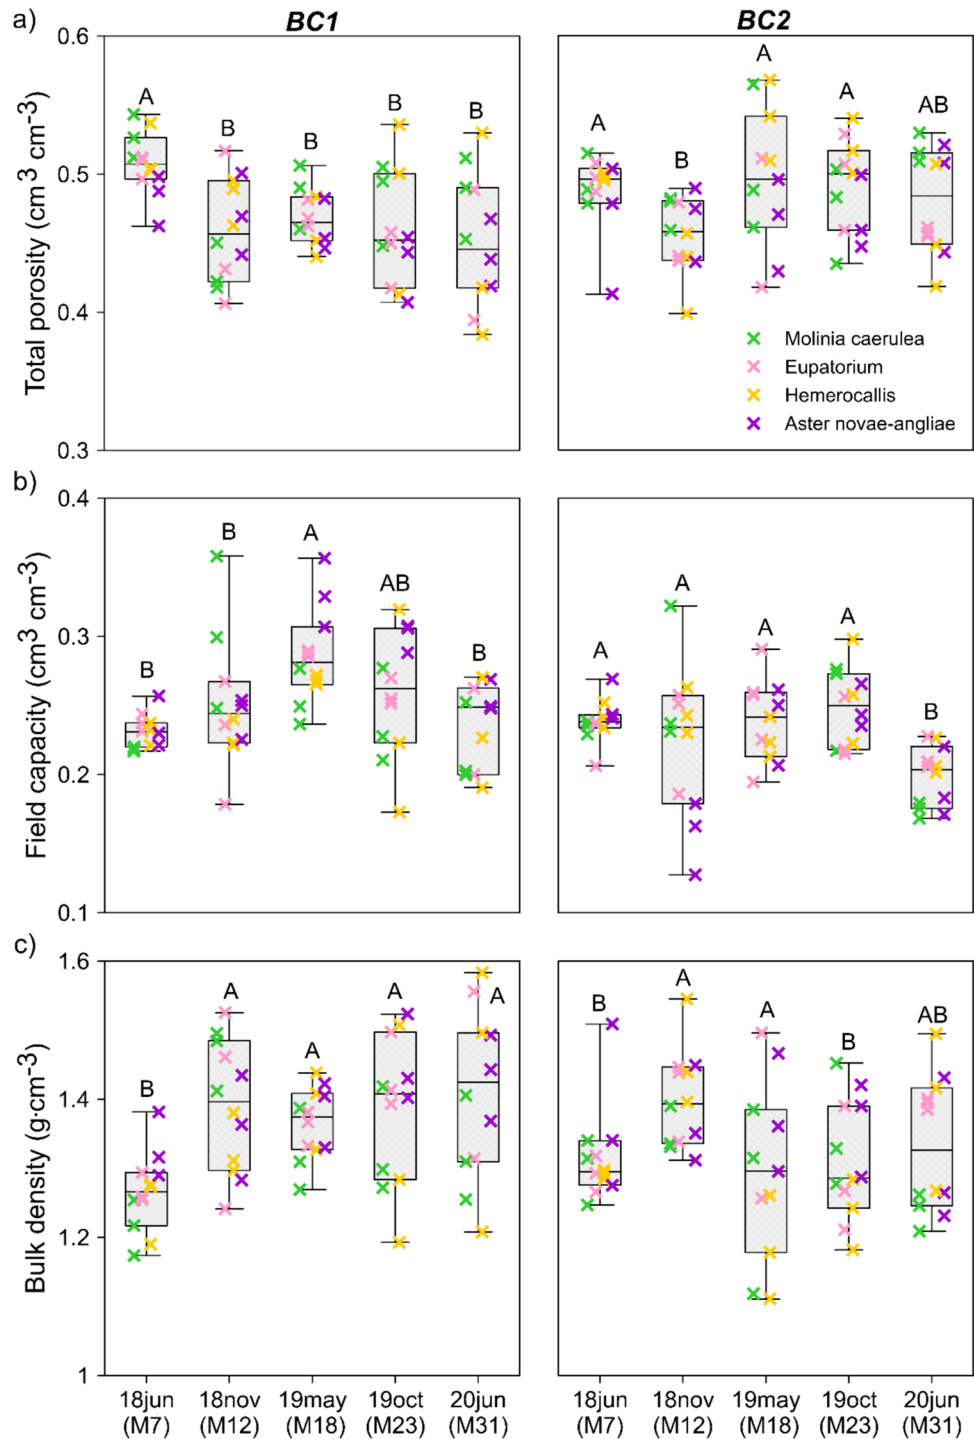 a)
BC1
BC2
Total porosity (cm3 cm-3)
0.6
0.5
0.4
0.3
A
B
B
B
B
A
B
A
A
AB
Molinia caerulea
Eupatorium
Hemerocallis
Aster novae-angliae
b)
Field capacity (cm3 cm-3)
0.4
0.3
0.2
0.1
B
B
A
AB
B
A
A
A
A
B
c)
Bulk density (g·cm-3)
1.6
1.4
1.2
1
B
A
A
A
A
B
A
A
B
AB
18jun 18nov 19may 19oct 20jun
(M7) (M12) (M18) (M23) (M31)
18jun 18nov 19may 19oct 20jun
(M7) (M12) (M18) (M23) (M31)